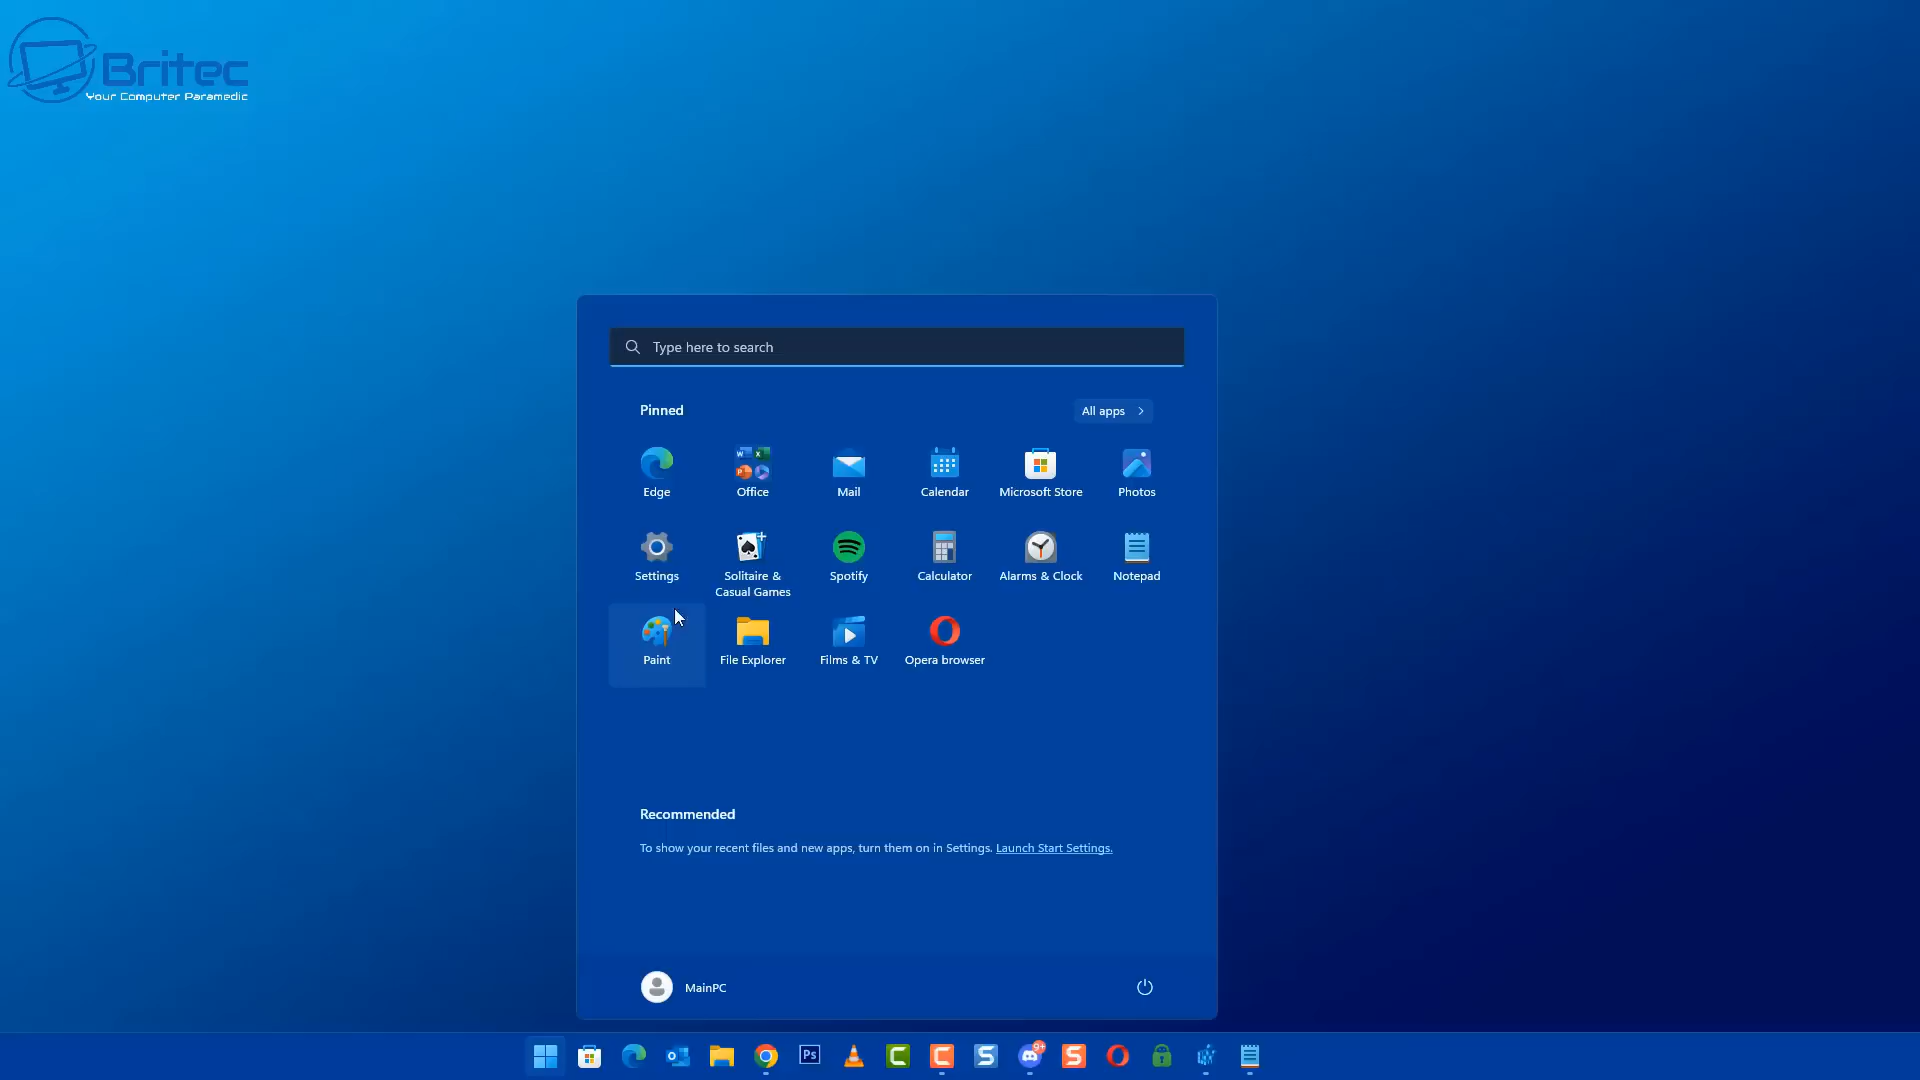 Britec
Your Computer Paramedic
Type here to search
Pinned
All apps
Edge
Office
Mail
Calendar
Microsoft Store
Photos
Settings
Solitaire &
Casual Games
Spotify
Calculator
Alarms & Clock
Notepad
Paint
File Explorer
Films & TV
Opera browser
Recommended
To show your recent files and new apps, turn them on in Settings. Launch Start Settings.
MainPC
Ps
9+